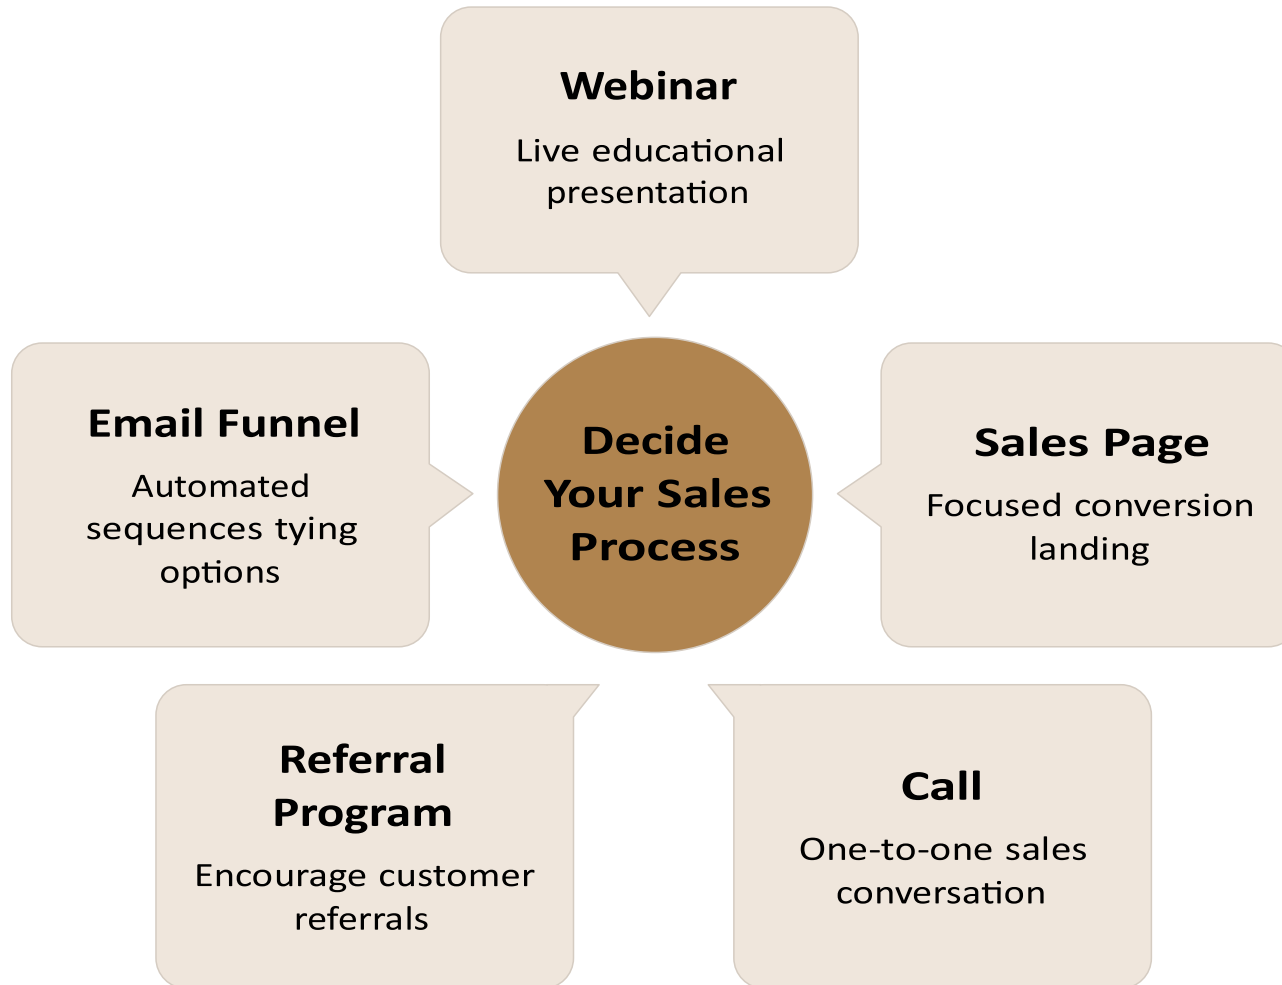 Webinar
Live educational
presentation
Email Funnel
Automated
sequences tying
options
Decide
Your Sales
Process
Sales Page
Focused conversion
landing
Referral
Program
Encourage customer
referrals
Call
One-to-one sales
conversation